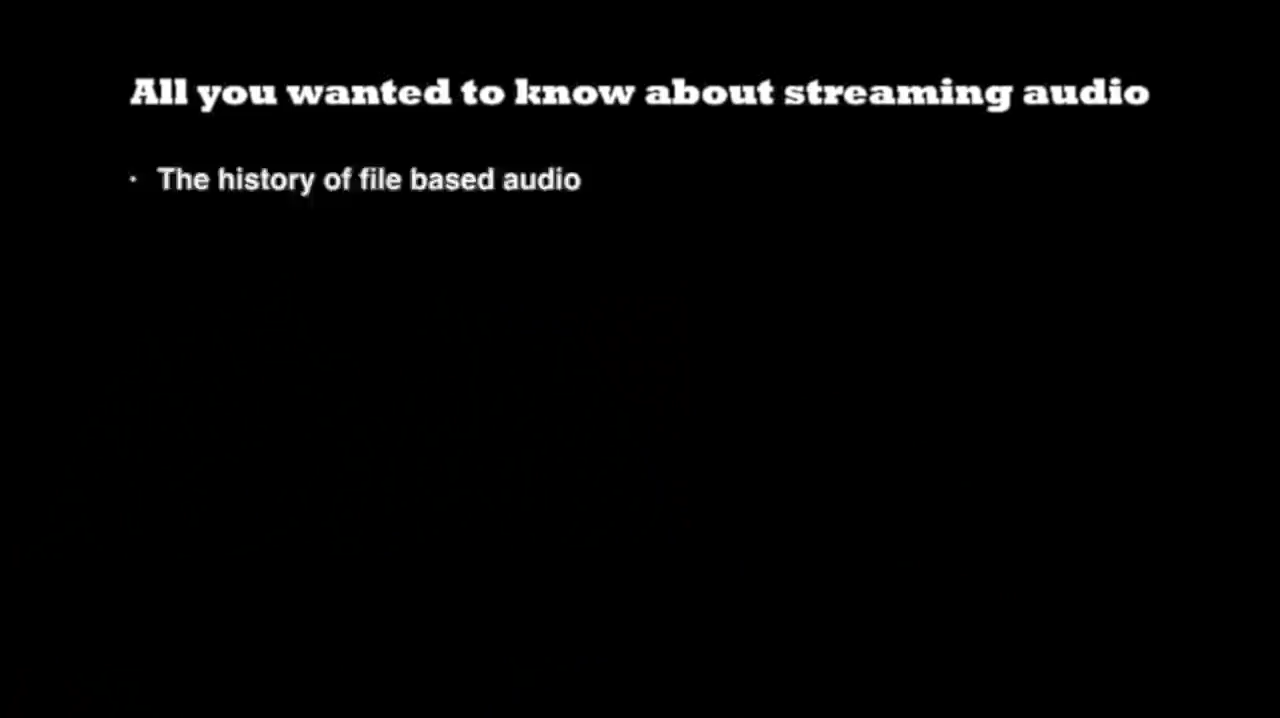 All you wanted to know about streaming audio
· The history of file based audio